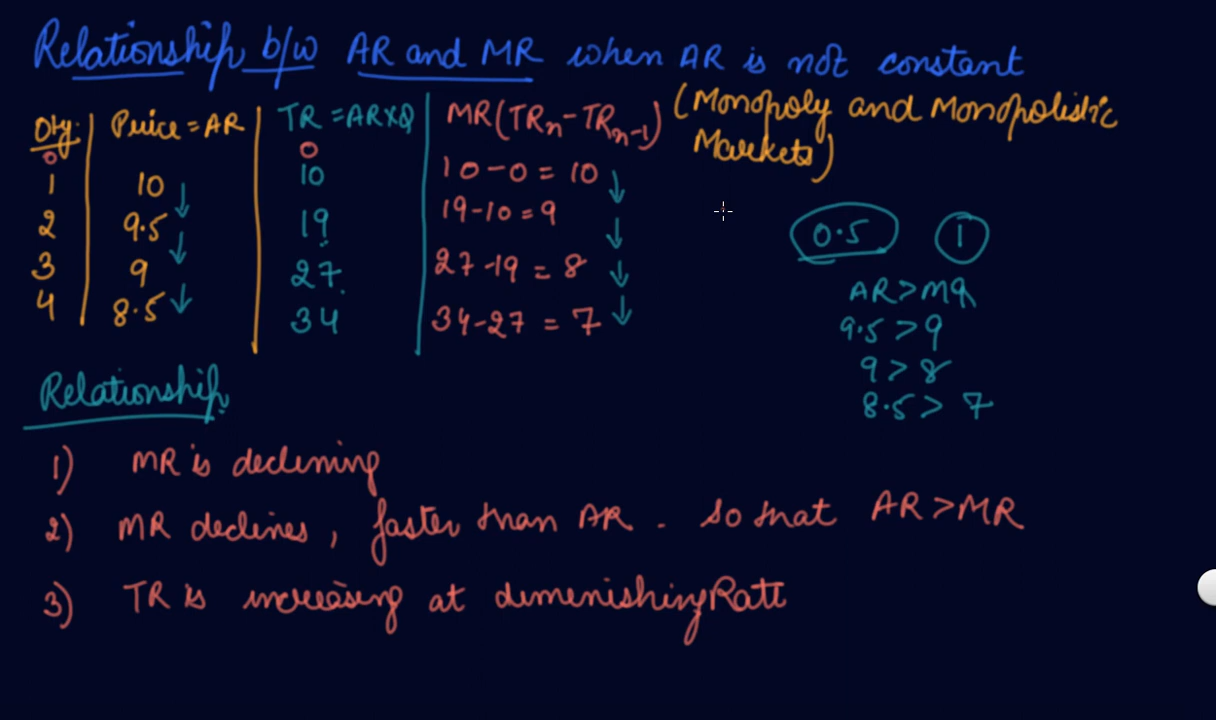 Relationship b/w AR and MR when AR is not constant
(Monopoly and Monopolistic
Markets)
Qty. Price = AR TR = AR×Q MR(TRn-TRn-1)
0 0
1 10 10 10-0 = 10
2 9.5 19 19-10 = 9
3 9 27 27-19 = 8
4 8.5 34 34-27 = 7
0.5 1
AR>MR
9.5 > 9
9 > 8
8.5 > 7
Relationship
1) MR is declining
2) MR declines, faster than AR. So that AR>MR
3) TR is increasing at demenishing Rate